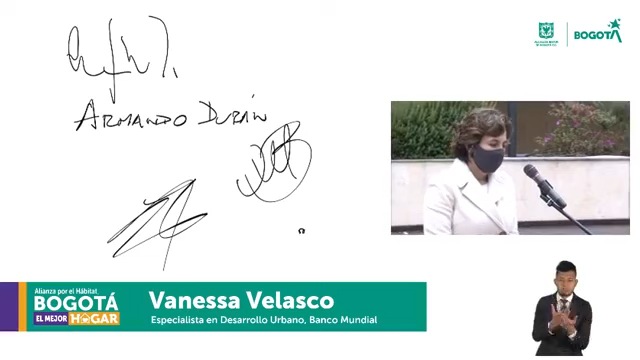 BOGOTÁ
ARMANDO DURÁN
Alianza por el Hábitat
BOGOTÁ
EL MEJOR HOGAR
Vanessa Velasco
Especialista en Desarrollo Urbano, Banco Mundial